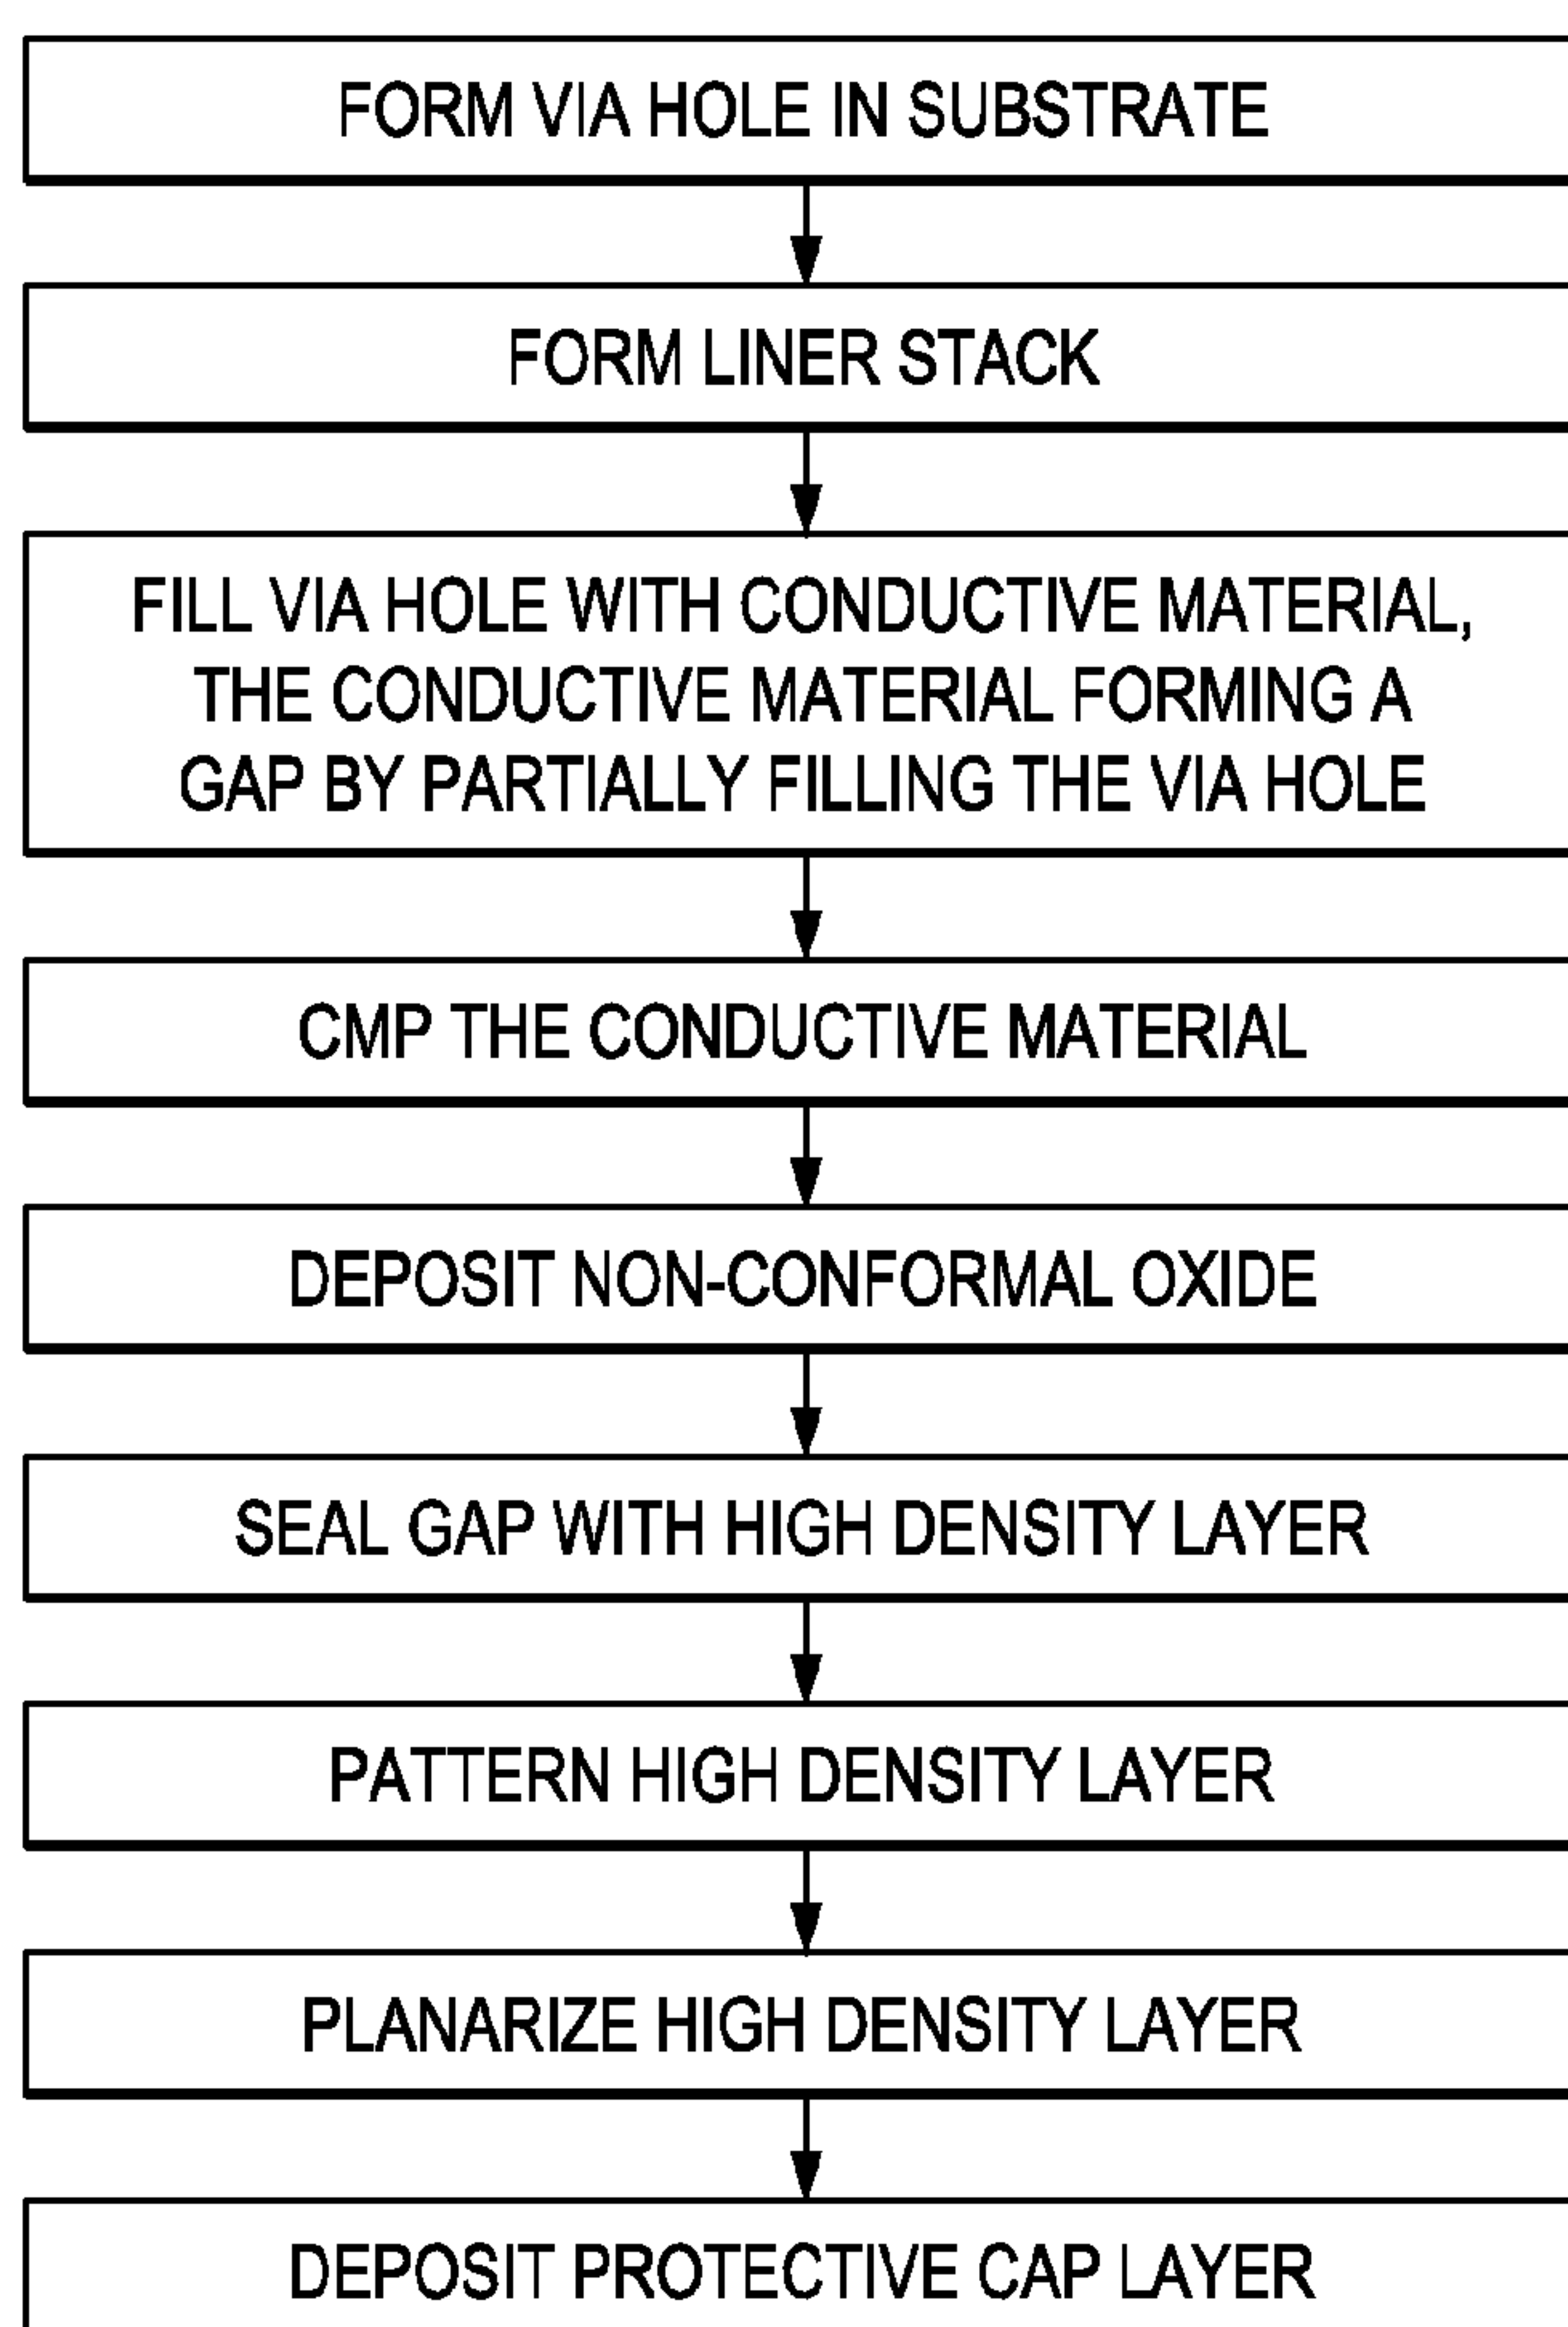 FORM VIA HOLE IN SUBSTRATE
FORM LINER STACK
FILL VIA HOLE WITH CONDUCTIVE MATERIAL,
THE CONDUCTIVE MATERIAL FORMING A
GAP BY PARTIALLY FILLING THE VIA HOLE
CMP THE CONDUCTIVE MATERIAL
DEPOSIT NON-CONFORMAL OXIDE
SEAL GAP WITH HIGH DENSITY LAYER
PATTERN HIGH DENSITY LAYER
PLANARIZE HIGH DENSITY LAYER
DEPOSIT PROTECTIVE CAP LAYER